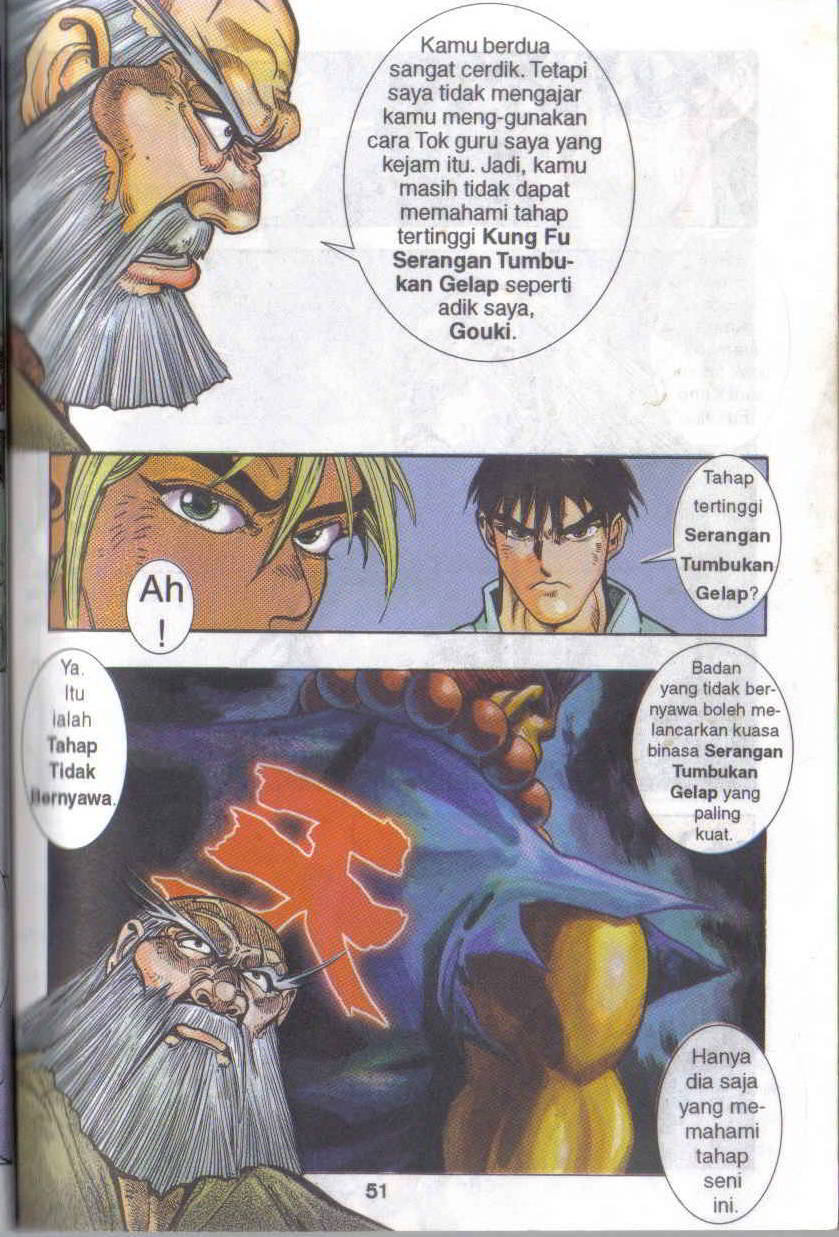 Kamu berdua
sangat cerdik. Tetapi
saya tidak mengajar
kamu meng-gunakan
cara Tok guru saya yang
kejam itu. Jadi, kamu
masih tidak dapat
memahami tahap
tertinggi Kung Fu
Serangan Tumbu-
kan Gelap seperti
adik saya,
Gouki.
Ah
!
Tahap
tertinggi
Serangan
Tumbukan
Gelap?
Ya.
Itu
ialah
Tahap
Tidak
Bernyawa.
Badan
yang tidak ber-
nyawa boleh me-
lancarkan kuasa
binasa Serangan
Tumbukan
Gelap yang
paling
kuat.
天
Hanya
dia saja
yang me-
mahami
tahap
seni
ini.
51